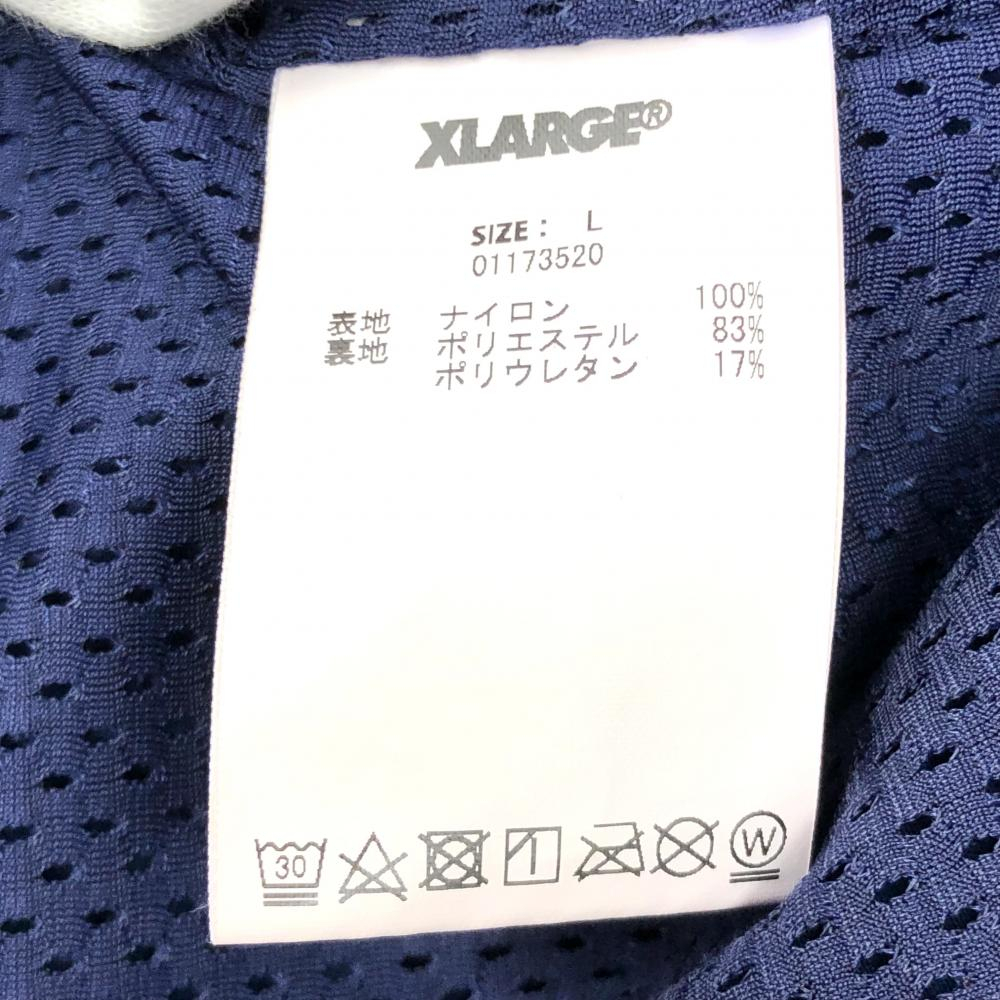 XLARGE®
SIZE: L
01173520
表地 ナイロン 100%
裏地 ポリエステル 83%
ポリウレタン 17%
30 W